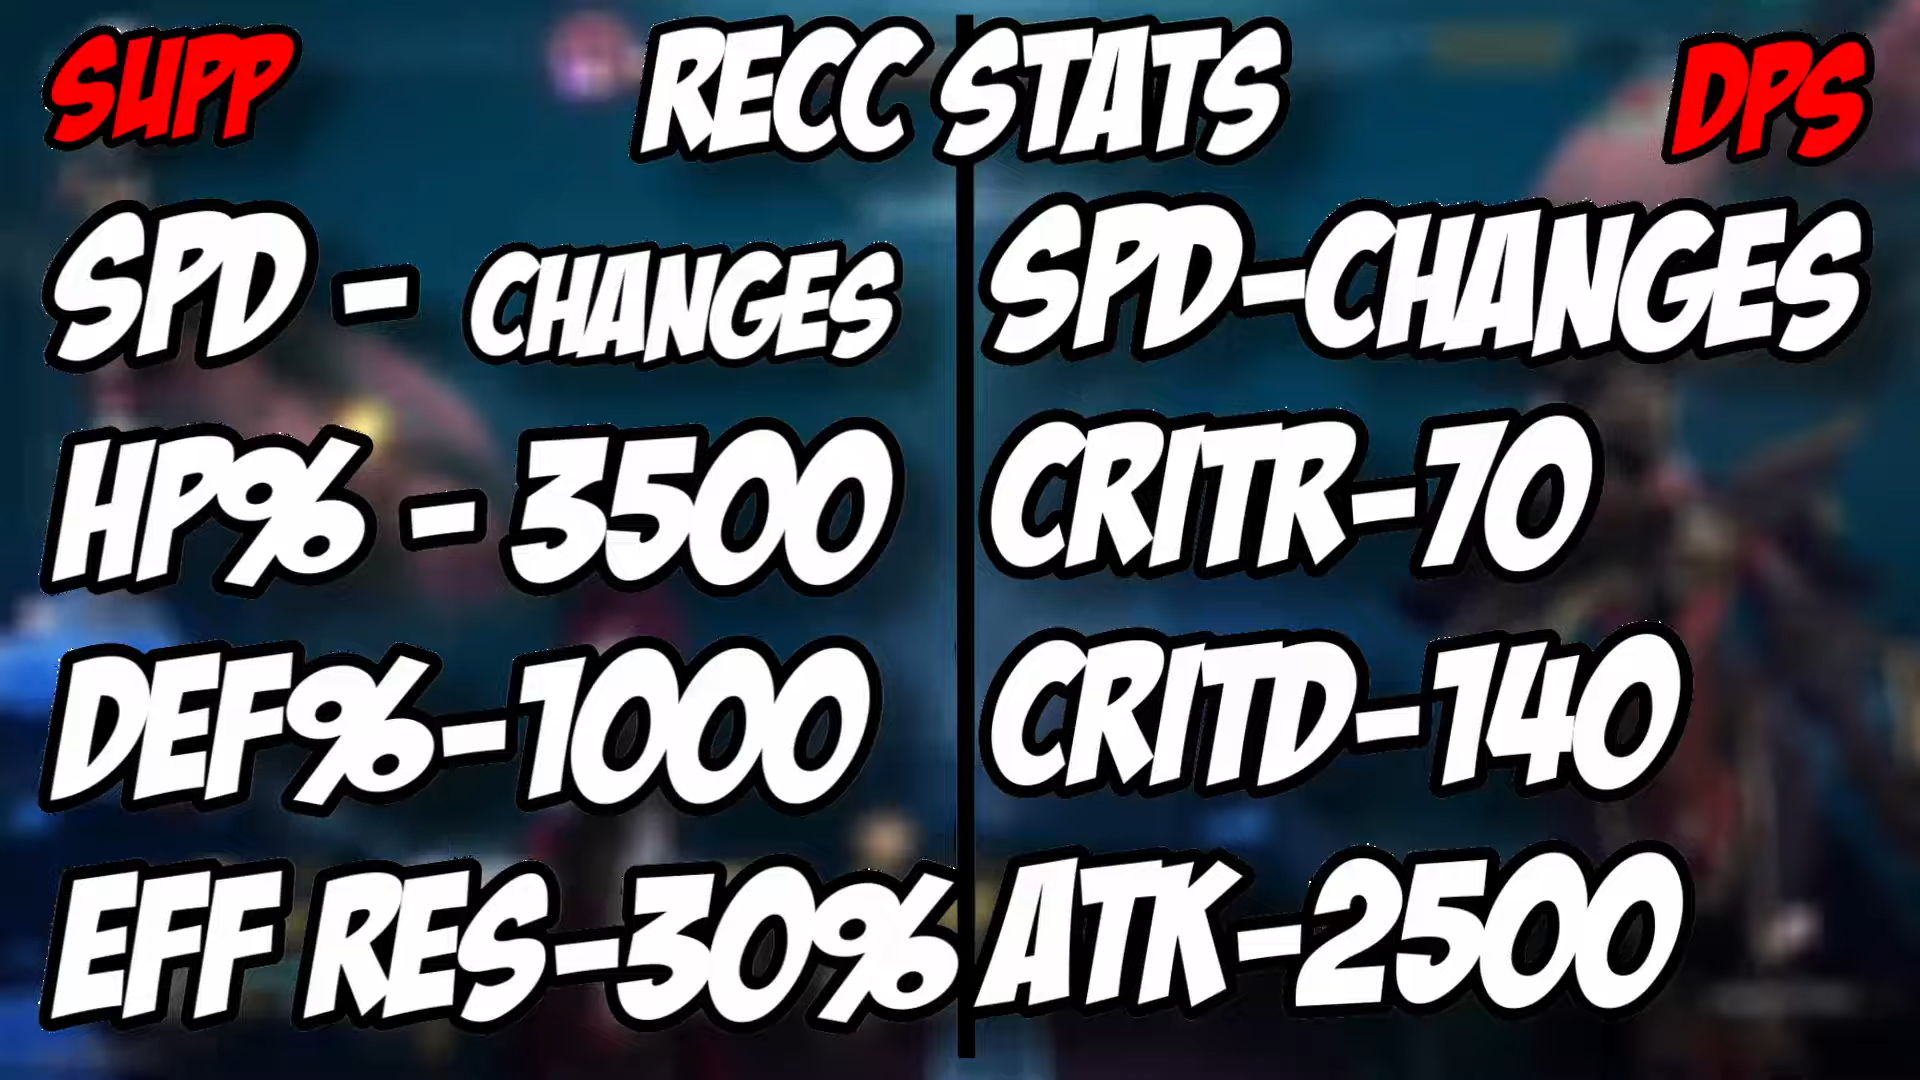 SUPP
RECC STATS
DPS
SPD - CHANGES
HP% - 3500
DEF%-1000
EFF RES-30%
SPD-CHANGES
CRITR-70
CRITD-140
ATK-2500